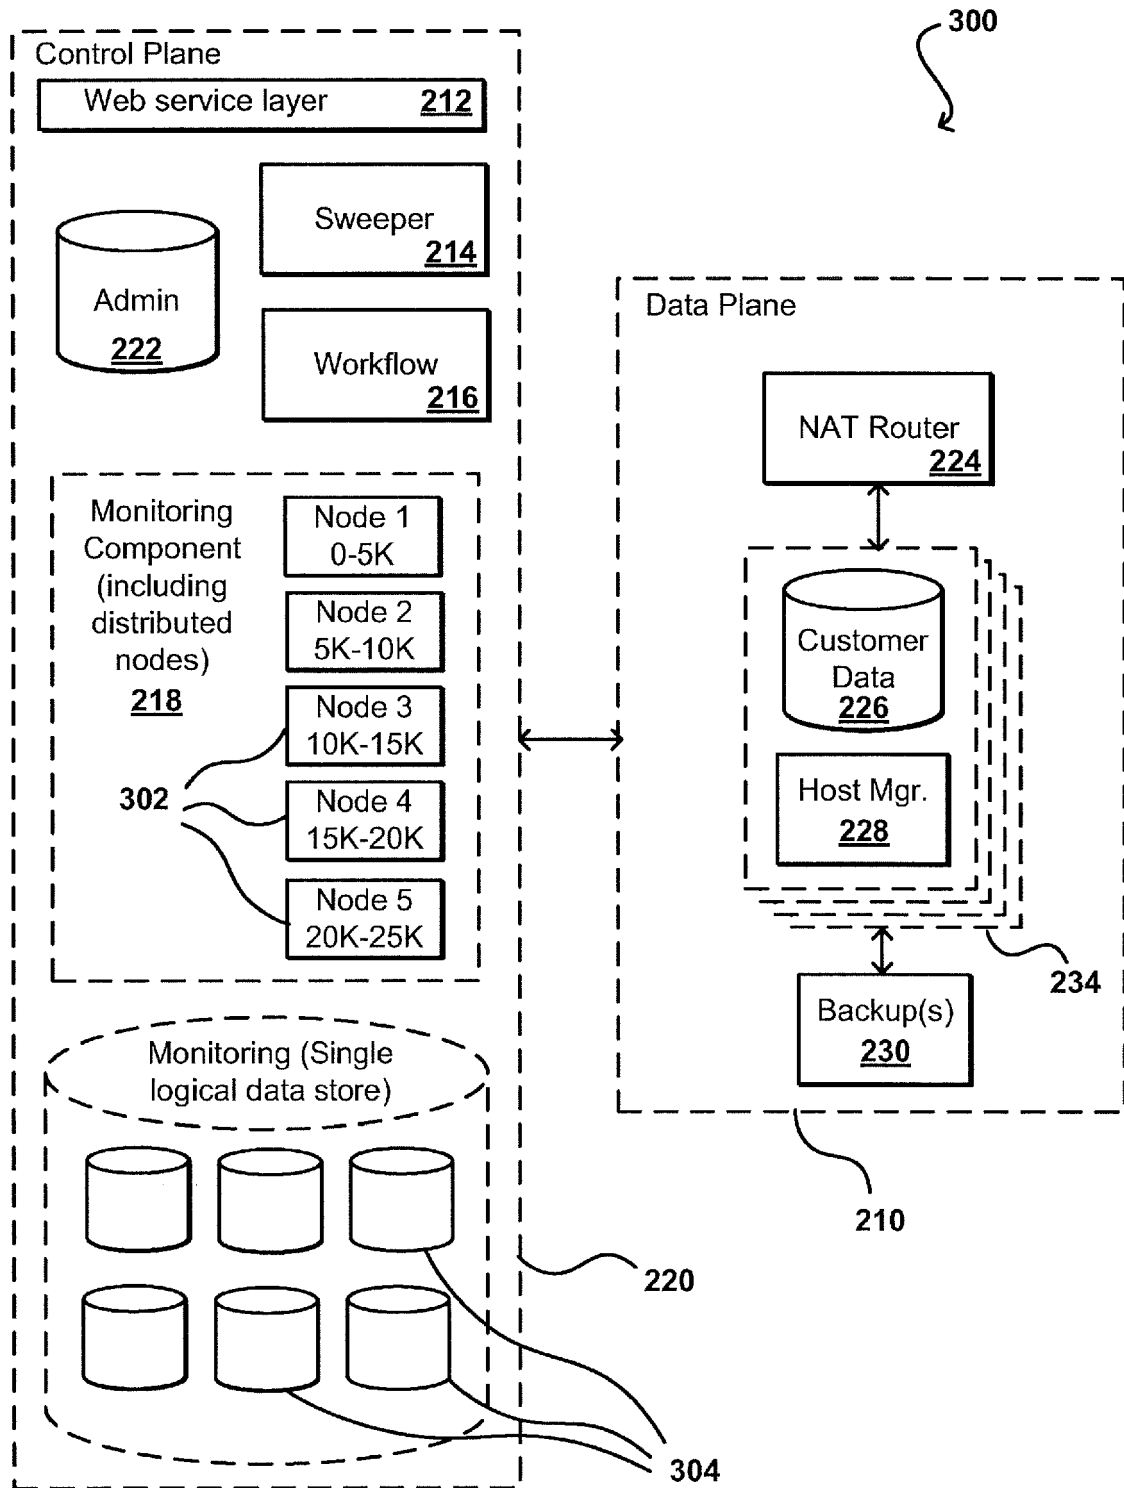 300
Control Plane
Web service layer 212
Sweeper
214
Admin
222
Workflow
216
Monitoring
Component
(including
distributed
nodes)
218
Node 1
0-5K
Node 2
5K-10K
Node 3
10K-15K
Node 4
15K-20K
Node 5
20K-25K
302
Monitoring (Single
logical data store)
220
304
Data Plane
NAT Router
224
Customer
Data
226
Host Mgr.
228
234
Backup(s)
230
210